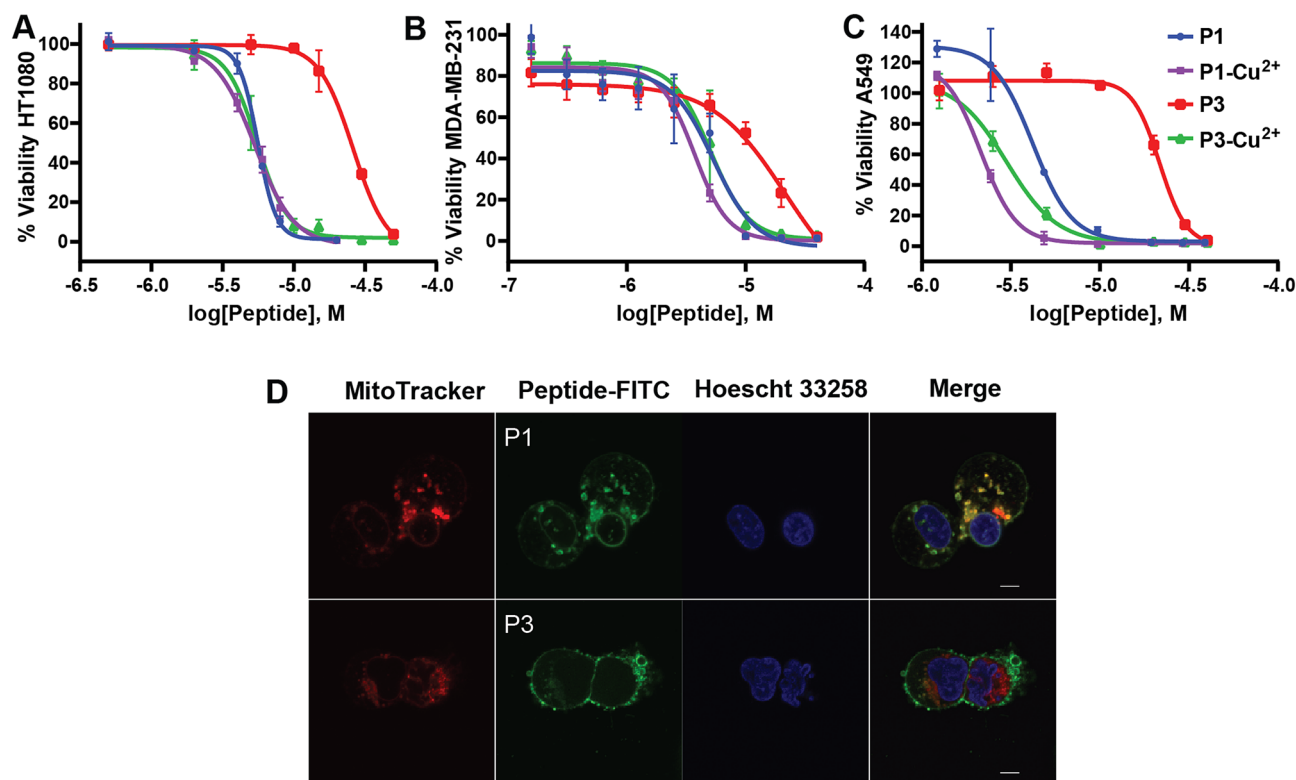 A
B
C
% Viability HT1080
100
80
60
40
20
0
-6.5 -6.0 -5.5 -5.0 -4.5 -4.0
log[Peptide], M
% Viability MDA-MB-231
100
80
60
40
20
0
-7 -6 -5 -4
log[Peptide], M
% Viability A549
140
120
100
80
60
40
20
0
-6.0 -5.5 -5.0 -4.5 -4.0
log[Peptide], M
P1
P1-Cu²⁺
P3
P3-Cu²⁺
D
MitoTracker Peptide-FITC Hoescht 33258 Merge
P1
P3